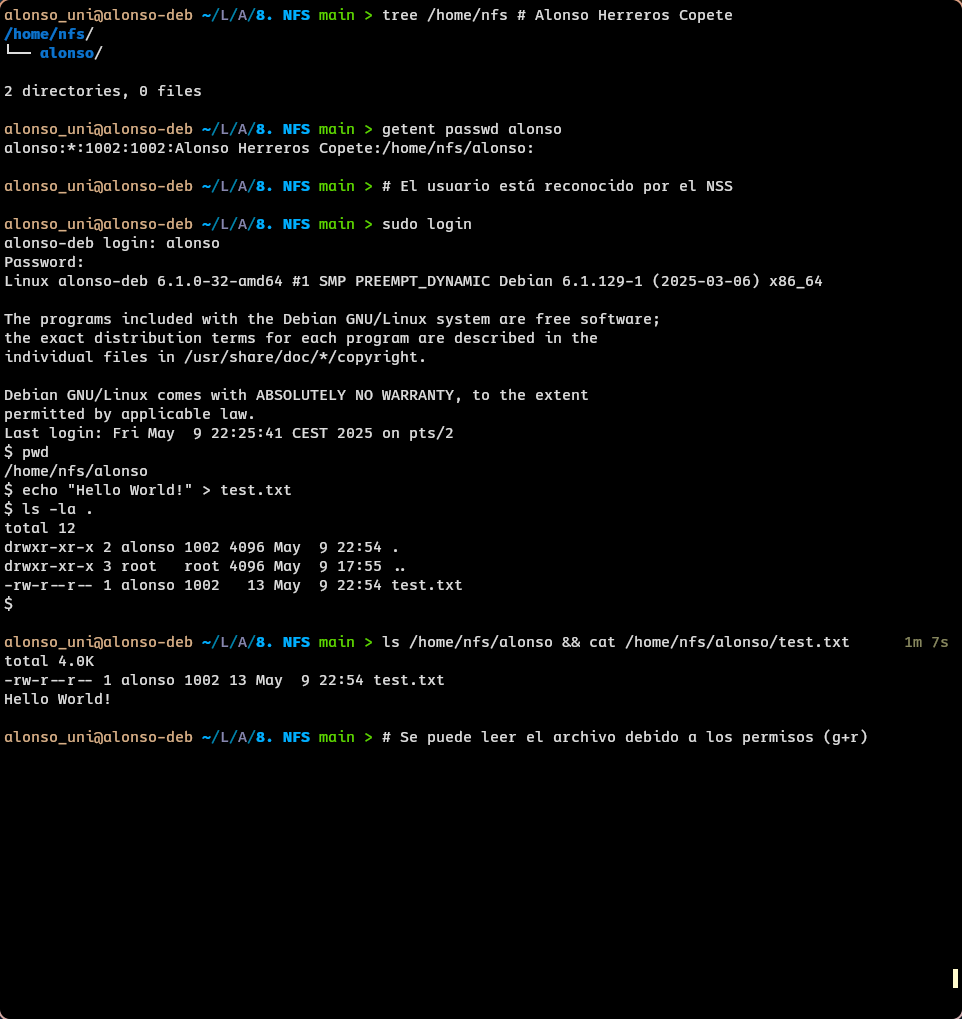 alonso_uni@alonso-deb ~/L/A/8. NFS main > tree /home/nfs # Alonso Herreros Copete
/home/nfs/
└── alonso/
2 directories, 0 files
alonso_uni@alonso-deb ~/L/A/8. NFS main > getent passwd alonso
alonso:*:1002:1002:Alonso Herreros Copete:/home/nfs/alonso:
alonso_uni@alonso-deb ~/L/A/8. NFS main > # El usuario está reconocido por el NSS
alonso_uni@alonso-deb ~/L/A/8. NFS main > sudo login
alonso-deb login: alonso
Password:
Linux alonso-deb 6.1.0-32-amd64 #1 SMP PREEMPT_DYNAMIC Debian 6.1.129-1 (2025-03-06) x86_64
The programs included with the Debian GNU/Linux system are free software;
the exact distribution terms for each program are described in the
individual files in /usr/share/doc/*/copyright.
Debian GNU/Linux comes with ABSOLUTELY NO WARRANTY, to the extent
permitted by applicable law.
Last login: Fri May  9 22:25:41 CEST 2025 on pts/2
$ pwd
/home/nfs/alonso
$ echo "Hello World!" > test.txt
$ ls -la .
total 12
drwxr-xr-x 2 alonso 1002 4096 May  9 22:54 .
drwxr-xr-x 3 root   root 4096 May  9 17:55 ..
-rw-r--r-- 1 alonso 1002   13 May  9 22:54 test.txt
$
alonso_uni@alonso-deb ~/L/A/8. NFS main > ls /home/nfs/alonso && cat /home/nfs/alonso/test.txt      1m 7s
total 4.0K
-rw-r--r-- 1 alonso 1002 13 May  9 22:54 test.txt
Hello World!
alonso_uni@alonso-deb ~/L/A/8. NFS main > # Se puede leer el archivo debido a los permisos (g+r)